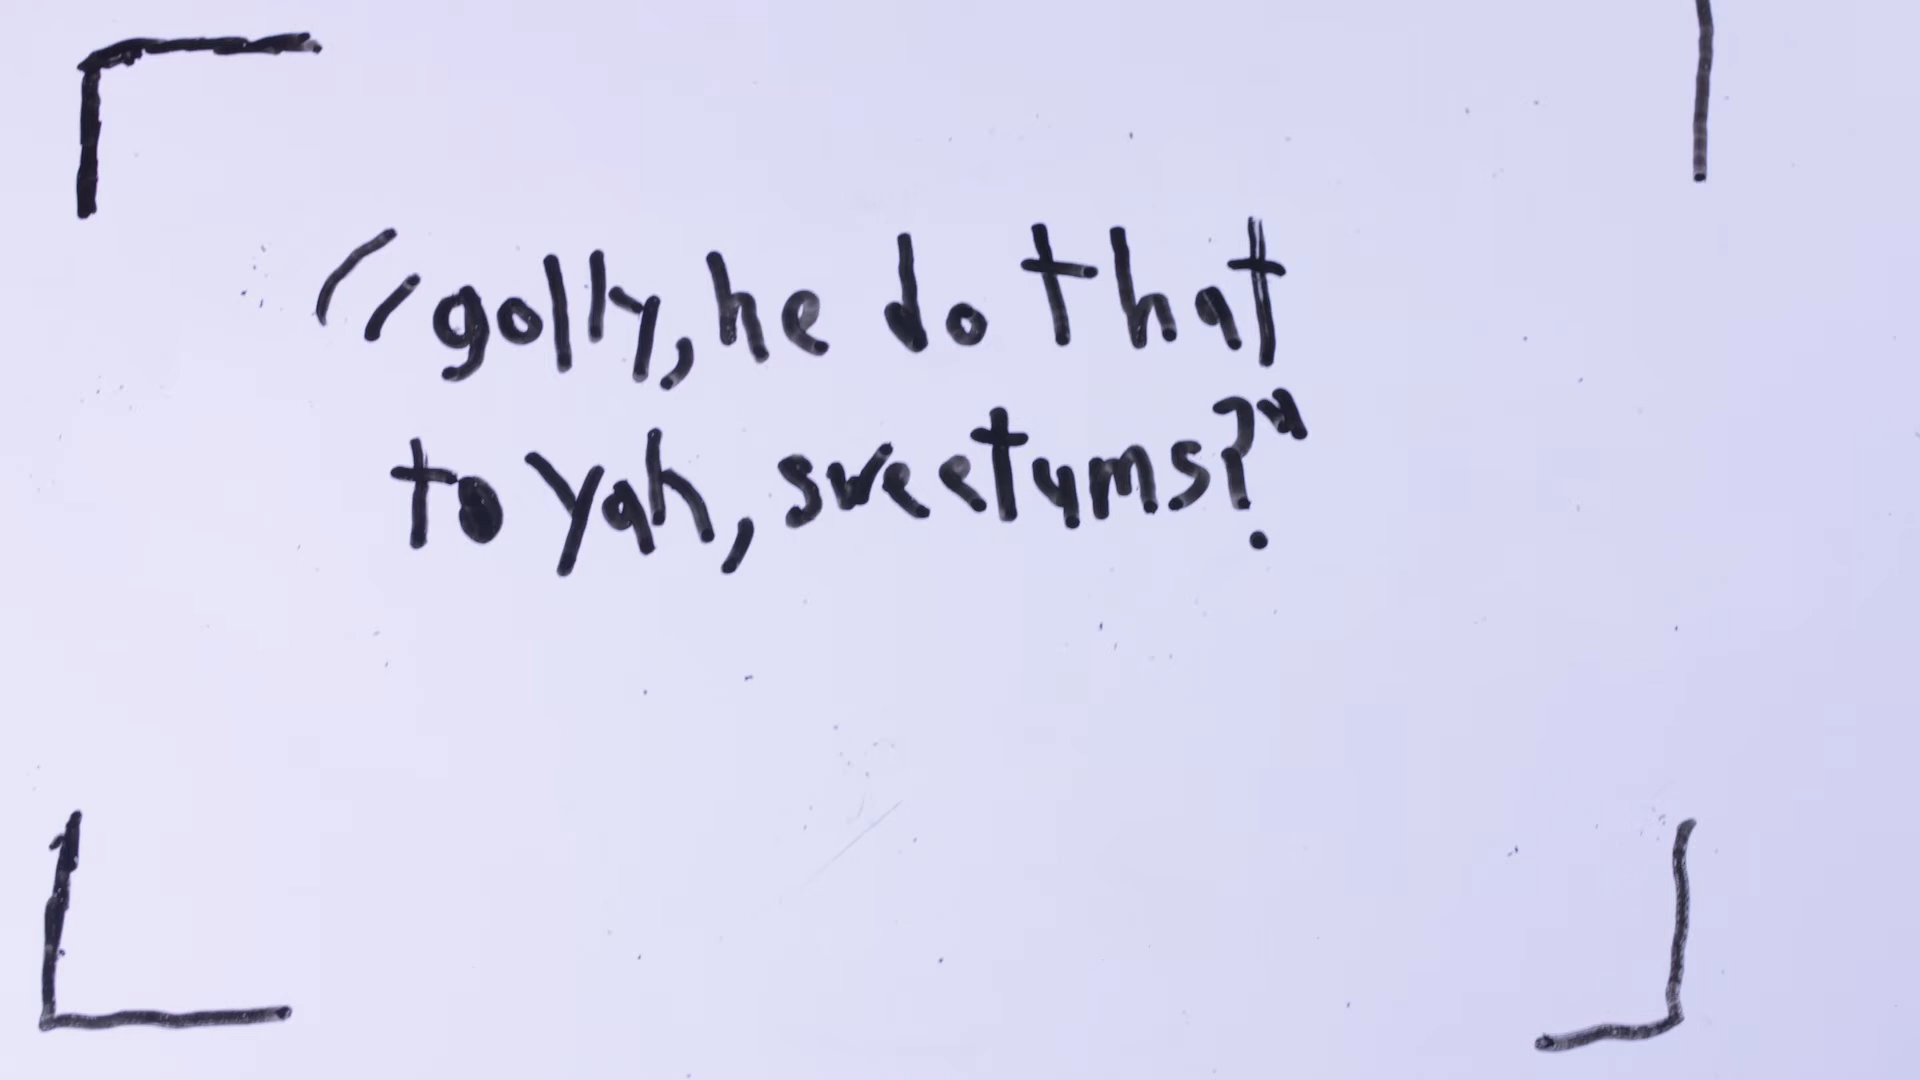 "golly, he do that
to yah, sweetums?"